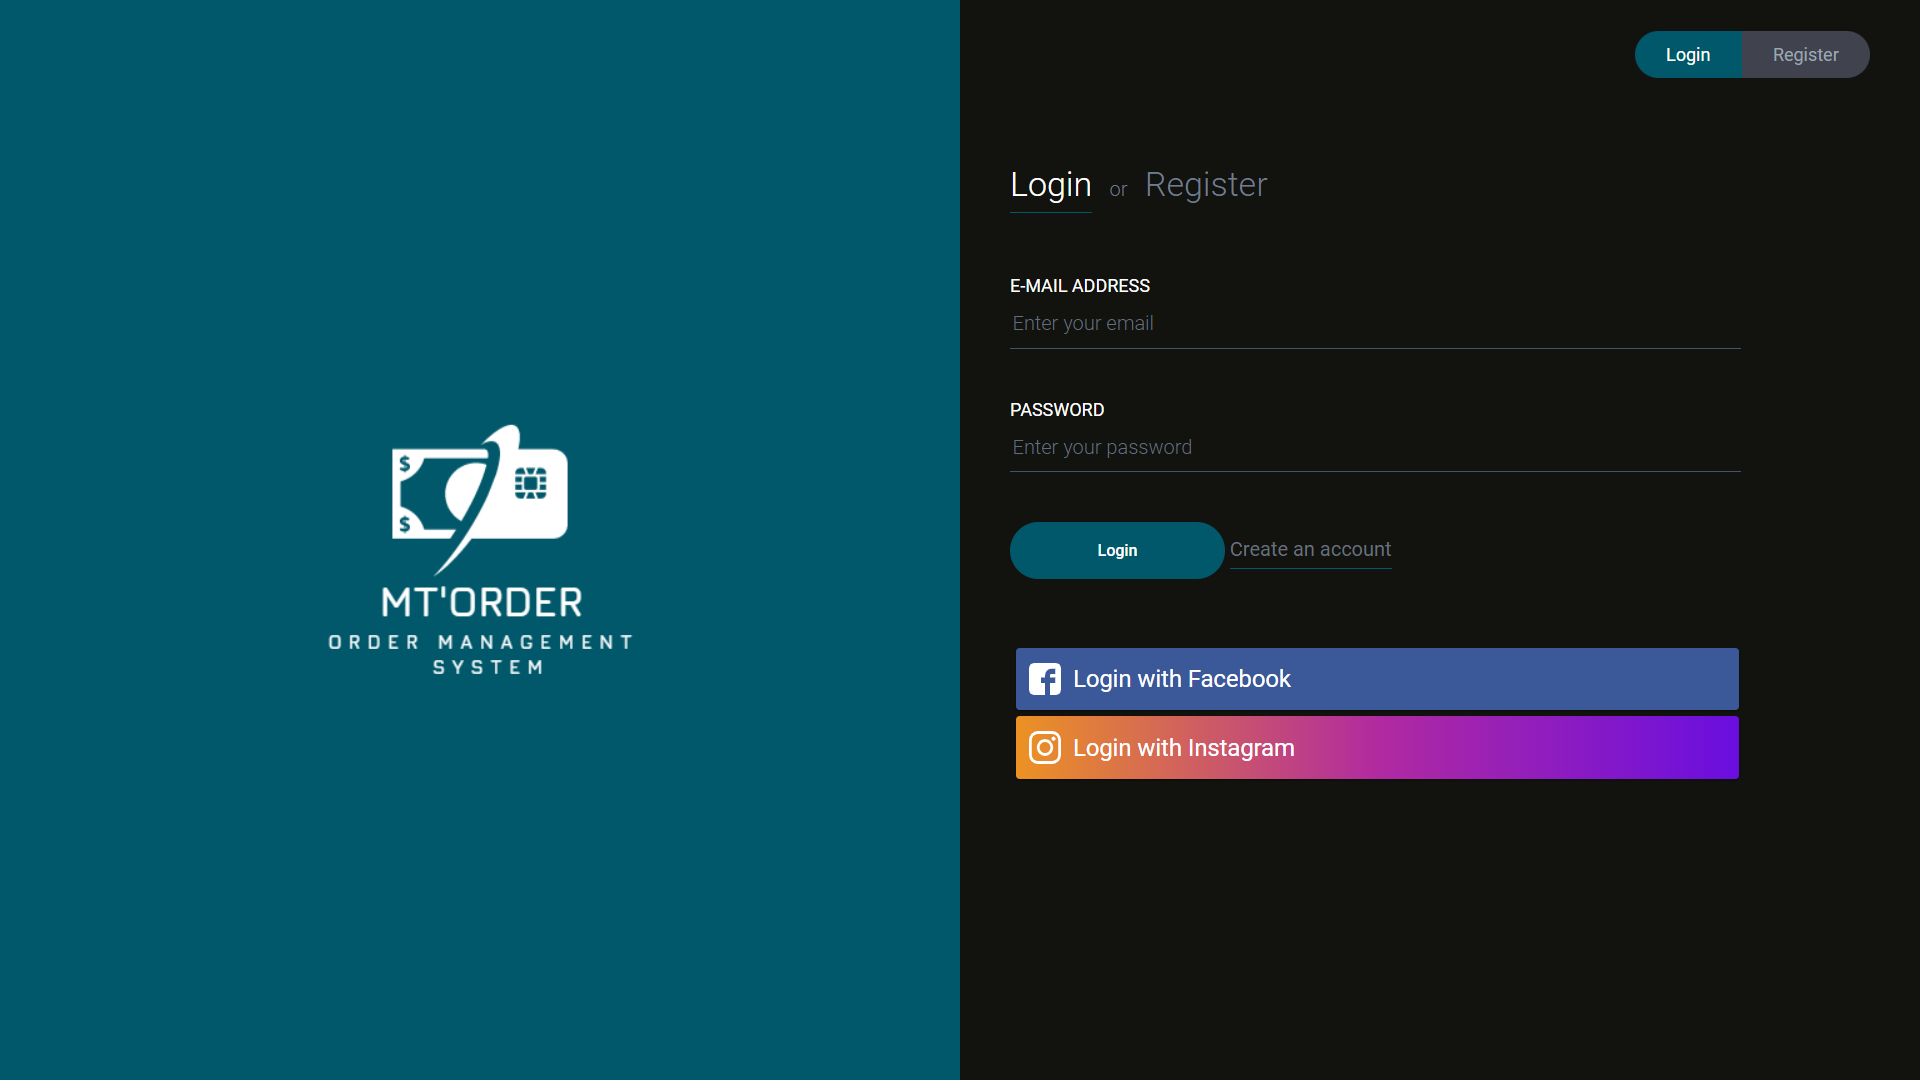 $
$
MT'ORDER
ORDER MANAGEMENT
SYSTEM
Login Register
Login or Register
E-MAIL ADDRESS
Enter your email
PASSWORD
Enter your password
Login Create an account
Login with Facebook
Login with Instagram